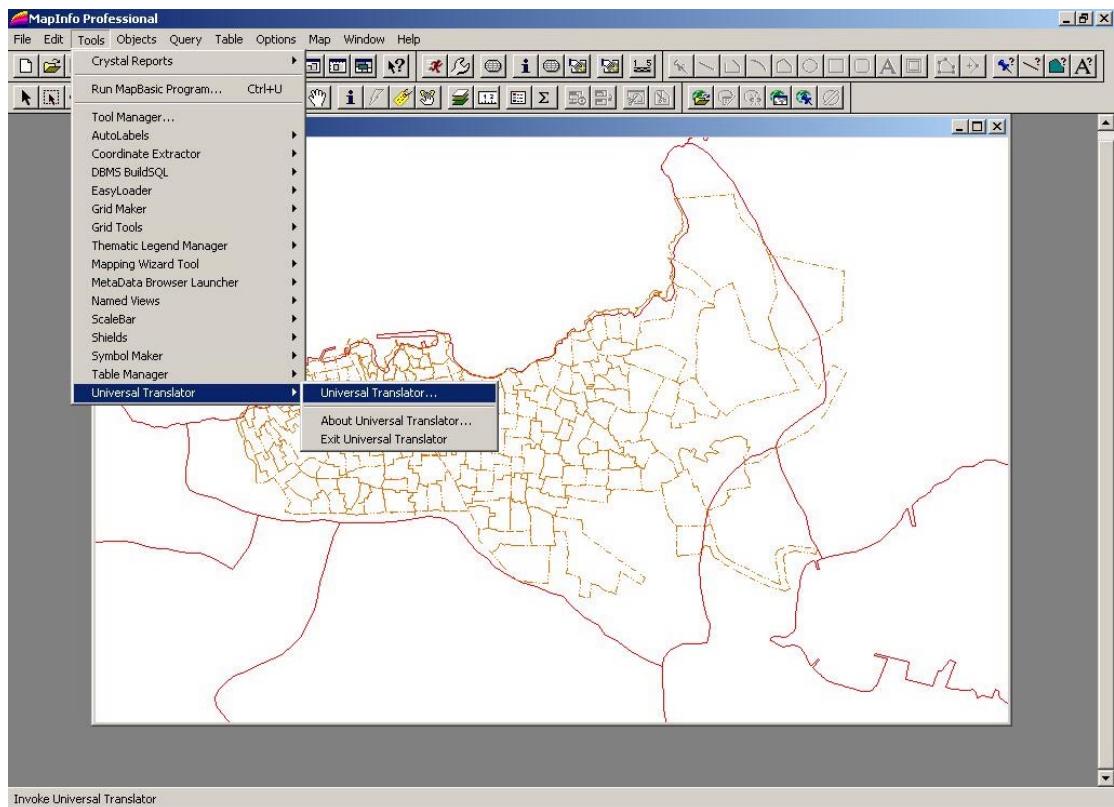 MapInfo Professional
File Edit Tools Objects Query Table Options Map Window Help
Crystal Reports
Run MapBasic Program... Ctrl+U
Tool Manager...
AutoLabels
Coordinate Extractor
DBMS BuildSQL
EasyLoader
Grid Maker
Grid Tools
Thematic Legend Manager
Mapping Wizard Tool
MetaData Browser Launcher
Named Views
ScaleBar
Shields
Symbol Maker
Table Manager
Universal Translator
Universal Translator...
About Universal Translator...
Exit Universal Translator
Invoke Universal Translator